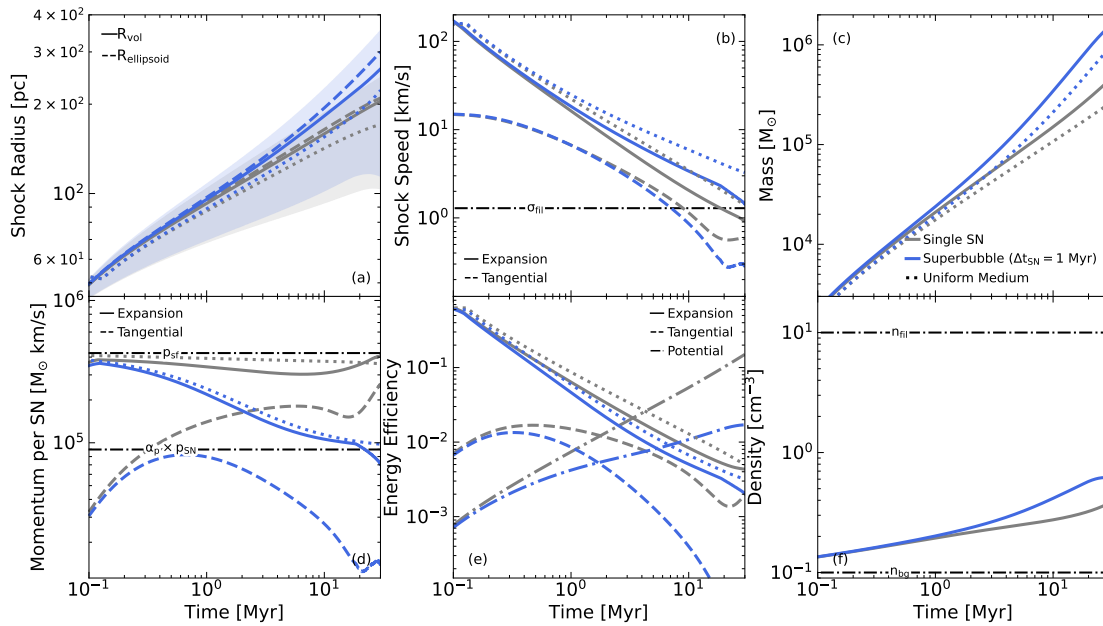 4 × 10²
3 × 10²
2 × 10²
10²
6 × 10¹
Shock Radius [pc]
R_vol
R_ellipsoid
(a)
10²
10¹
10⁰
Shock Speed [km/s]
(b)
σ_fil
Expansion
Tangential
10⁶
10⁵
10⁴
Mass [M⊙]
(c)
Single SN
Superbubble (Δt_SN = 1 Myr)
Uniform Medium
10⁶
10⁵
Momentum per SN [M⊙ km/s]
Expansion
Tangential
p_sf
α_p × p_SN
(d)
10⁻¹ 10⁰ 10¹
Time [Myr]
10⁻¹
10⁻²
10⁻³
Energy Efficiency
Expansion
Tangential
Potential
(e)
10⁻¹ 10⁰ 10¹
Time [Myr]
10¹
10⁰
10⁻¹
Density [cm⁻³]
n_fil
n_bg
(f)
10⁻¹ 10⁰ 10¹
Time [Myr]